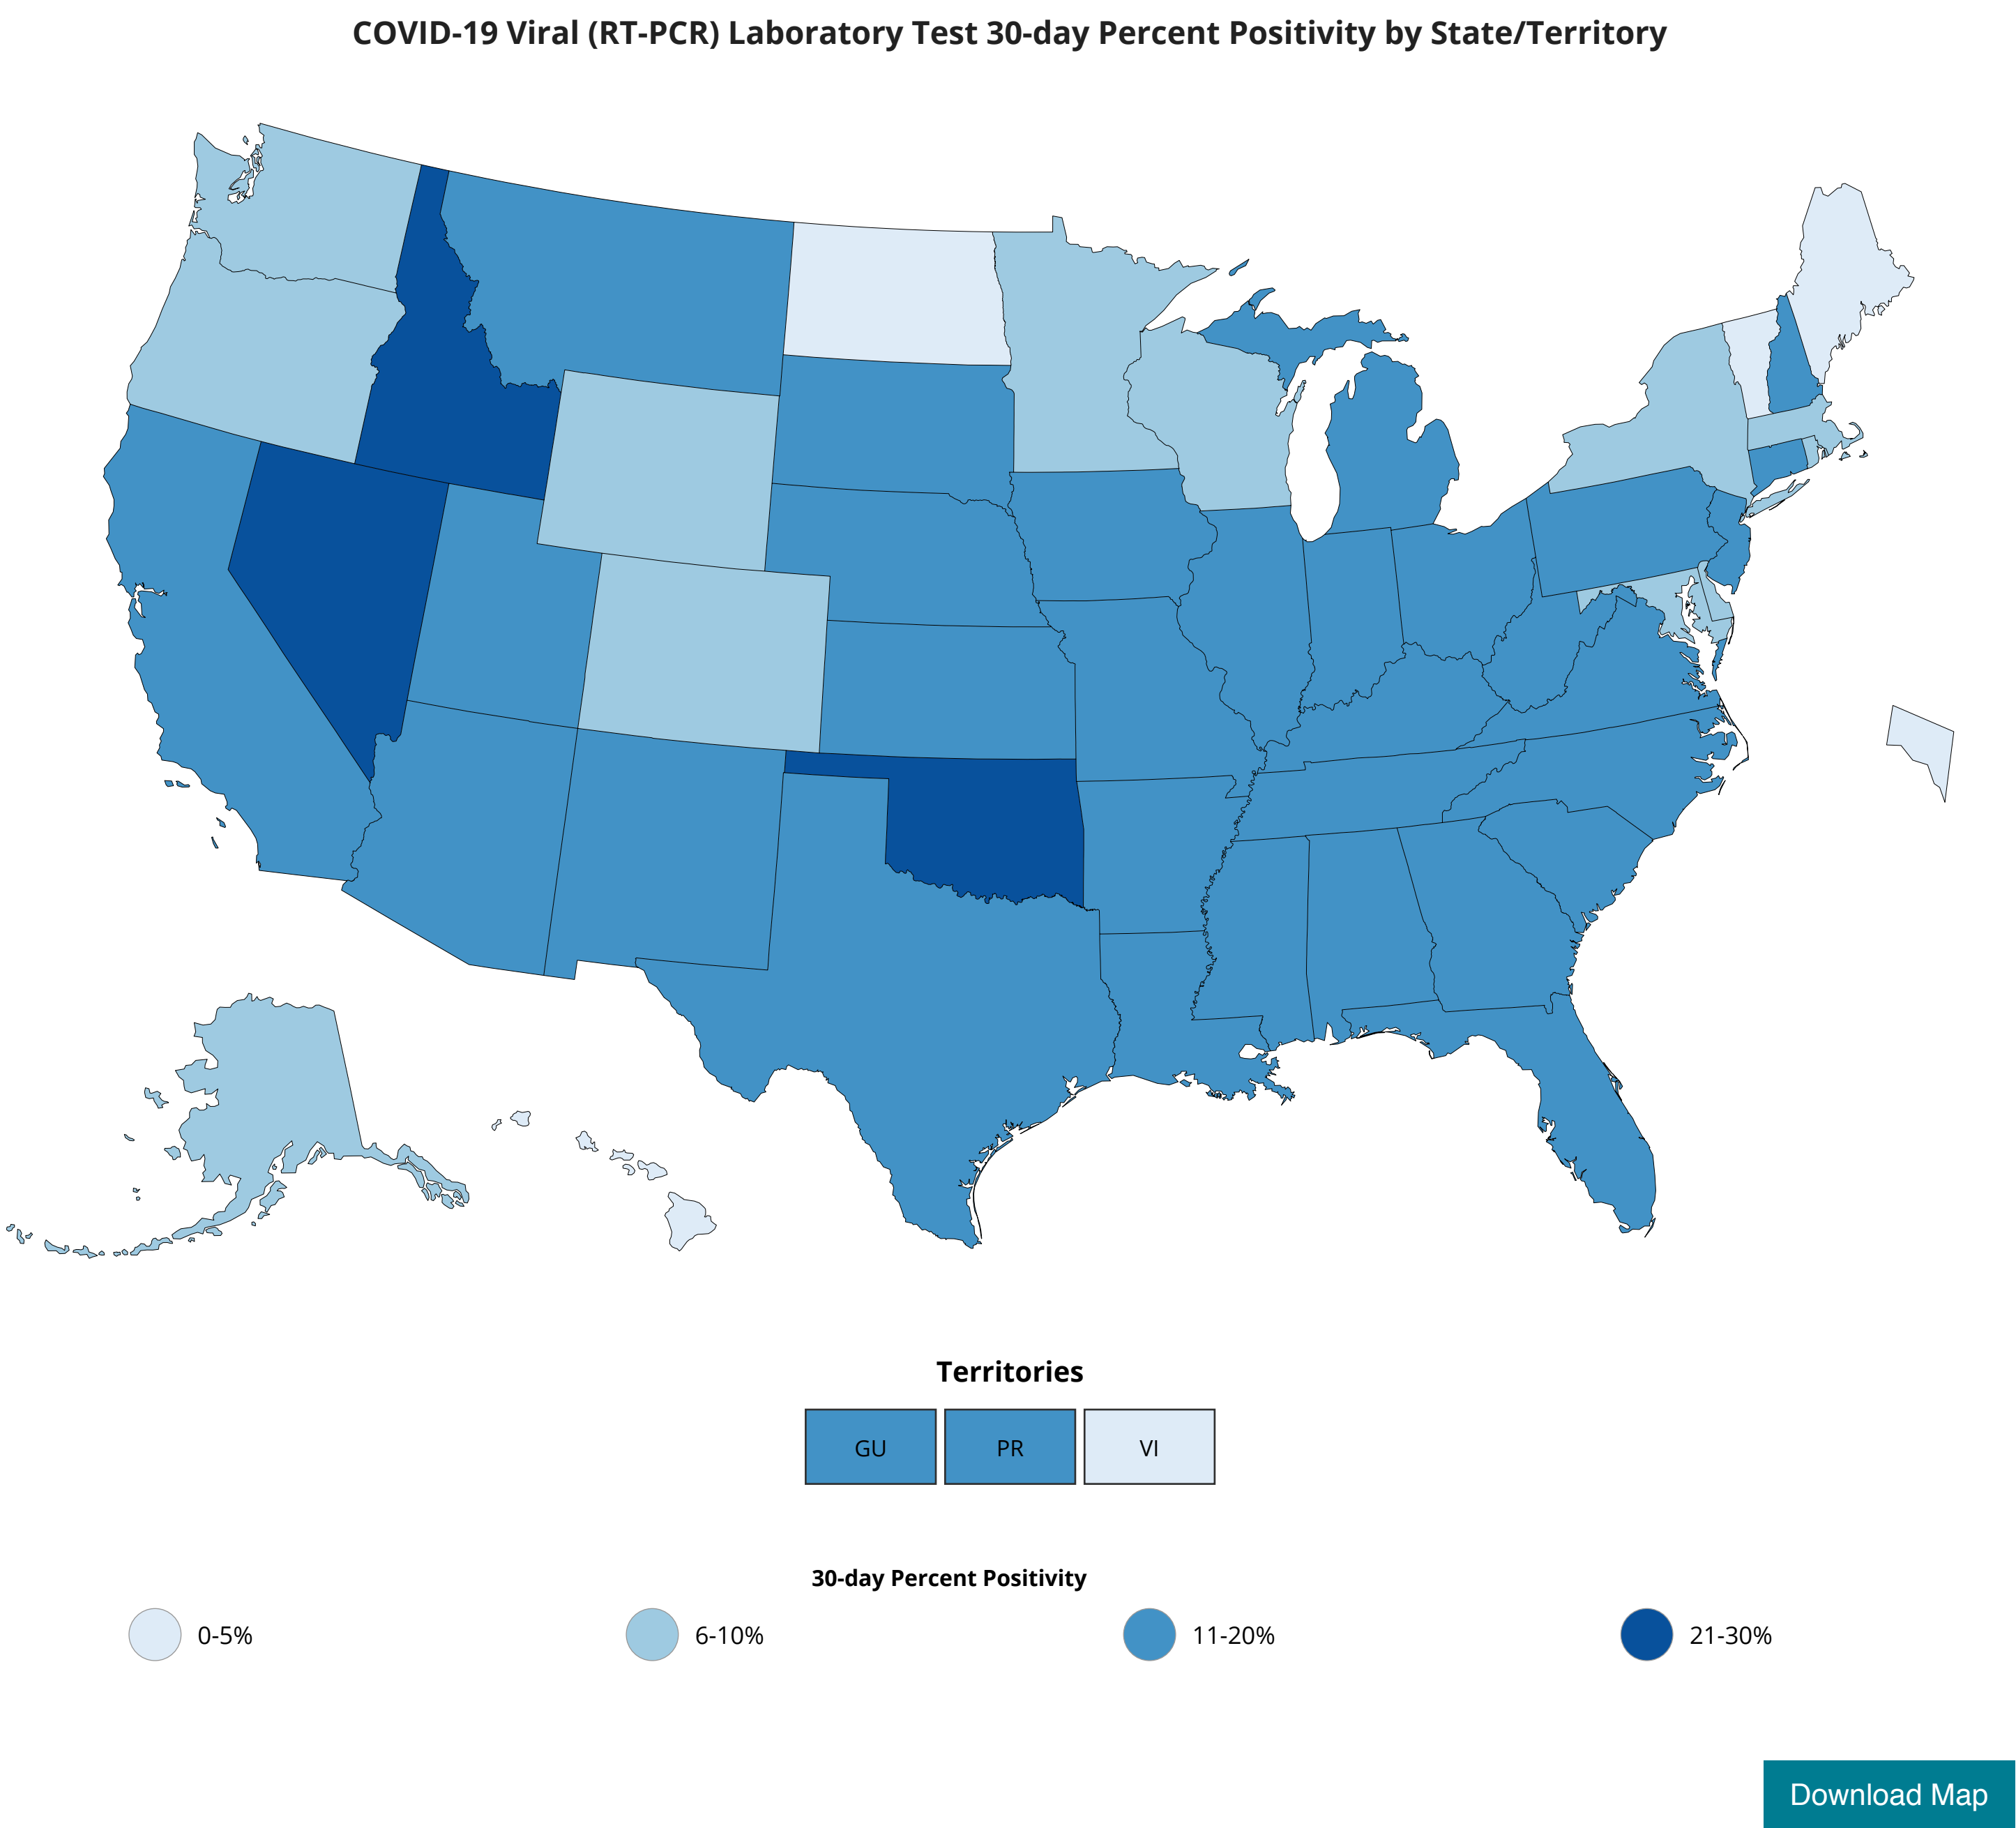 COVID-19 Viral (RT-PCR) Laboratory Test 30-day Percent Positivity by State/Territory
Territories
GU PR VI
30-day Percent Positivity
0-5% 6-10% 11-20% 21-30%
Download Map